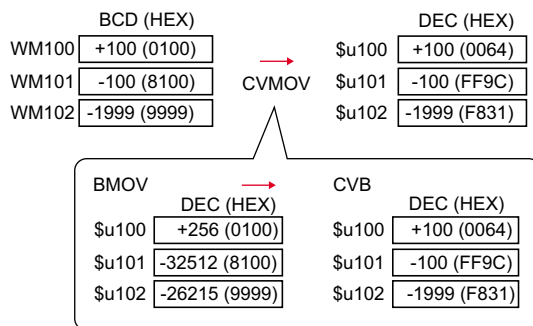 BCD (HEX) DEC (HEX)
WM100 +100 (0100) $u100 +100 (0064)
WM101 -100 (8100) CVMOV $u101 -100 (FF9C)
WM102 -1999 (9999) $u102 -1999 (F831)
BMOV CVB
DEC (HEX) DEC (HEX)
$u100 +256 (0100) $u100 +100 (0064)
$u101 -32512 (8100) $u101 -100 (FF9C)
$u102 -26215 (9999) $u102 -1999 (F831)